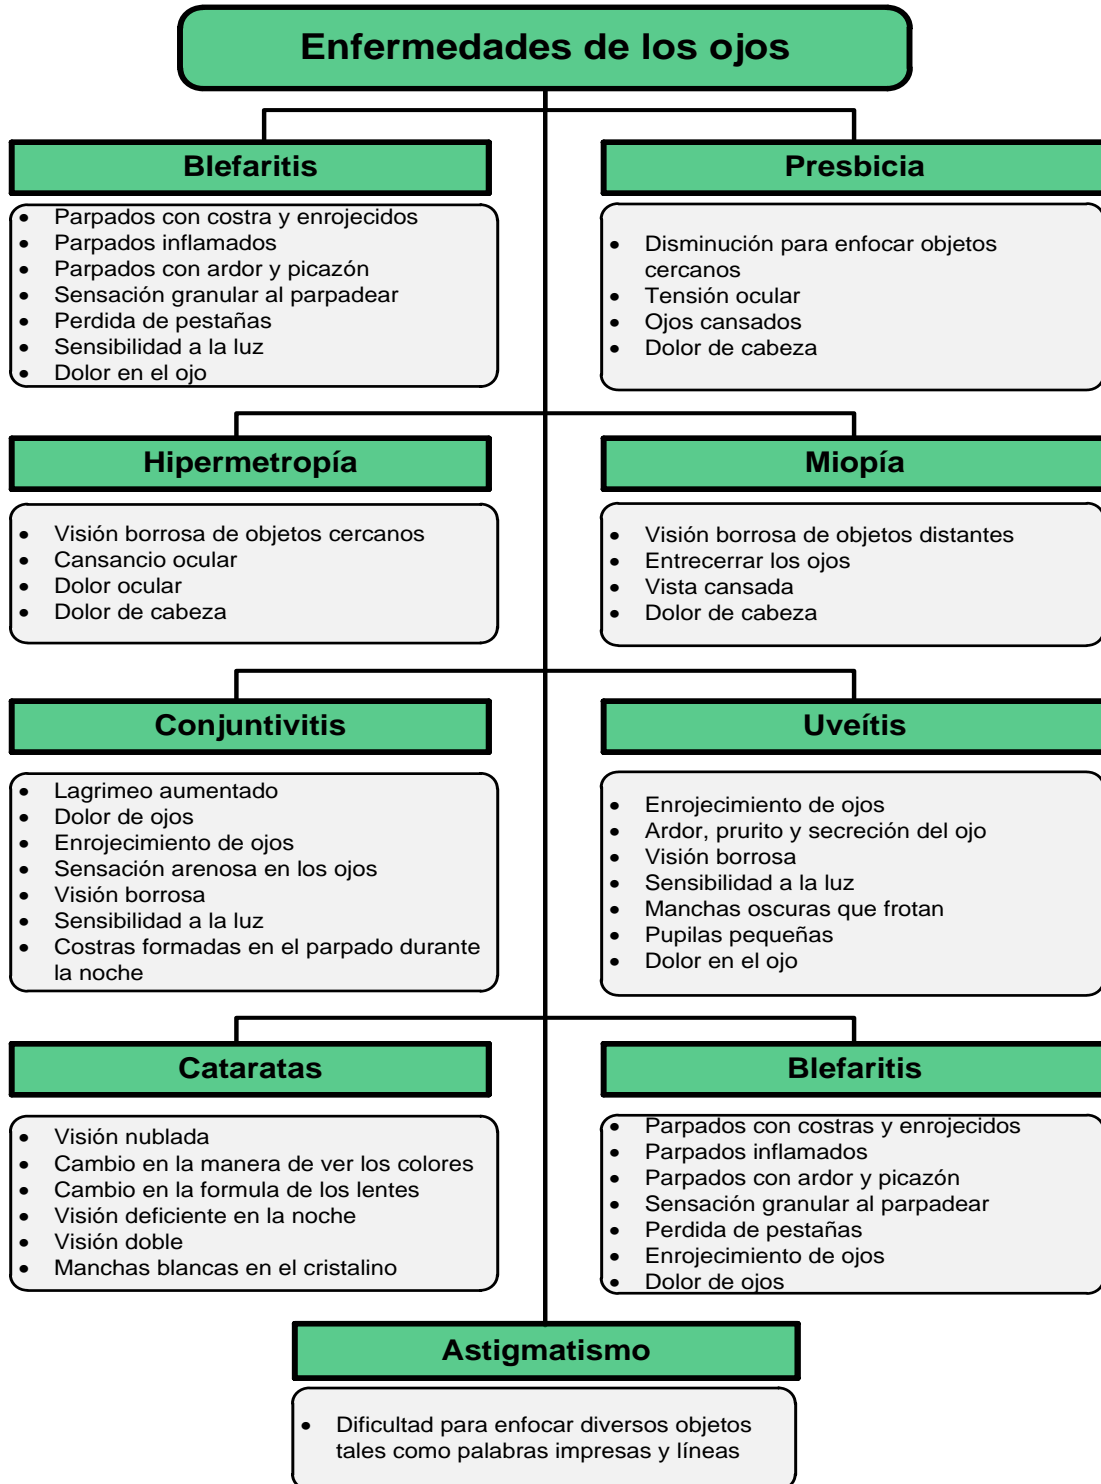 Enfermedades de los ojos
Blefaritis
Parpados con costra y enrojecidos
Parpados inflamados
Parpados con ardor y picazón
Sensación granular al parpadear
Perdida de pestañas
Sensibilidad a la luz
Dolor en el ojo
Presbicia
Disminución para enfocar objetos
cercanos
Tensión ocular
Ojos cansados
Dolor de cabeza
Hipermetropía
Visión borrosa de objetos cercanos
Cansancio ocular
Dolor ocular
Dolor de cabeza
Miopía
Visión borrosa de objetos distantes
Entrecerrar los ojos
Vista cansada
Dolor de cabeza
Conjuntivitis
Lagrimeo aumentado
Dolor de ojos
Enrojecimiento de ojos
Sensación arenosa en los ojos
Visión borrosa
Sensibilidad a la luz
Costras formadas en el parpado durante
la noche
Uveítis
Enrojecimiento de ojos
Ardor, prurito y secreción del ojo
Visión borrosa
Sensibilidad a la luz
Manchas oscuras que frotan
Pupilas pequeñas
Dolor en el ojo
Cataratas
Visión nublada
Cambio en la manera de ver los colores
Cambio en la formula de los lentes
Visión deficiente en la noche
Visión doble
Manchas blancas en el cristalino
Blefaritis
Parpados con costras y enrojecidos
Parpados inflamados
Parpados con ardor y picazón
Sensación granular al parpadear
Perdida de pestañas
Enrojecimiento de ojos
Dolor de ojos
Astigmatismo
Dificultad para enfocar diversos objetos
tales como palabras impresas y líneas